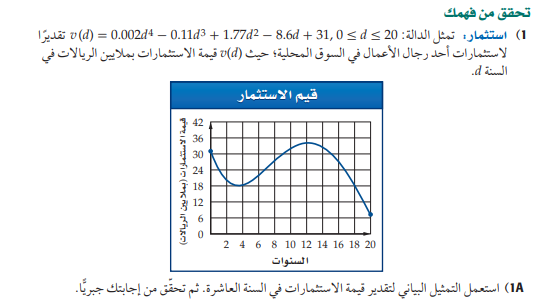 تحقق من فهمك
1) استثمار: تمثل الدالة: v(d) = 0.002d⁴ − 0.11d³ + 1.77d² − 8.6d + 31, 0 ≤ d ≤ 20 تقديرًا
لاستثمارات أحد رجال الأعمال في السوق المحلية؛ حيث v(d) قيمة الاستثمارات بملايين الريالات في
السنة d.
قيم الاستثمار
قيمة الاستثمارات (بملايين الريالات)
42
36
30
24
18
12
6
0
2 4 6 8 10 12 14 16 18 20
السنوات
1A) استعمل التمثيل البياني لتقدير قيمة الاستثمارات في السنة العاشرة. ثم تحقّق من إجابتك جبريًّا.